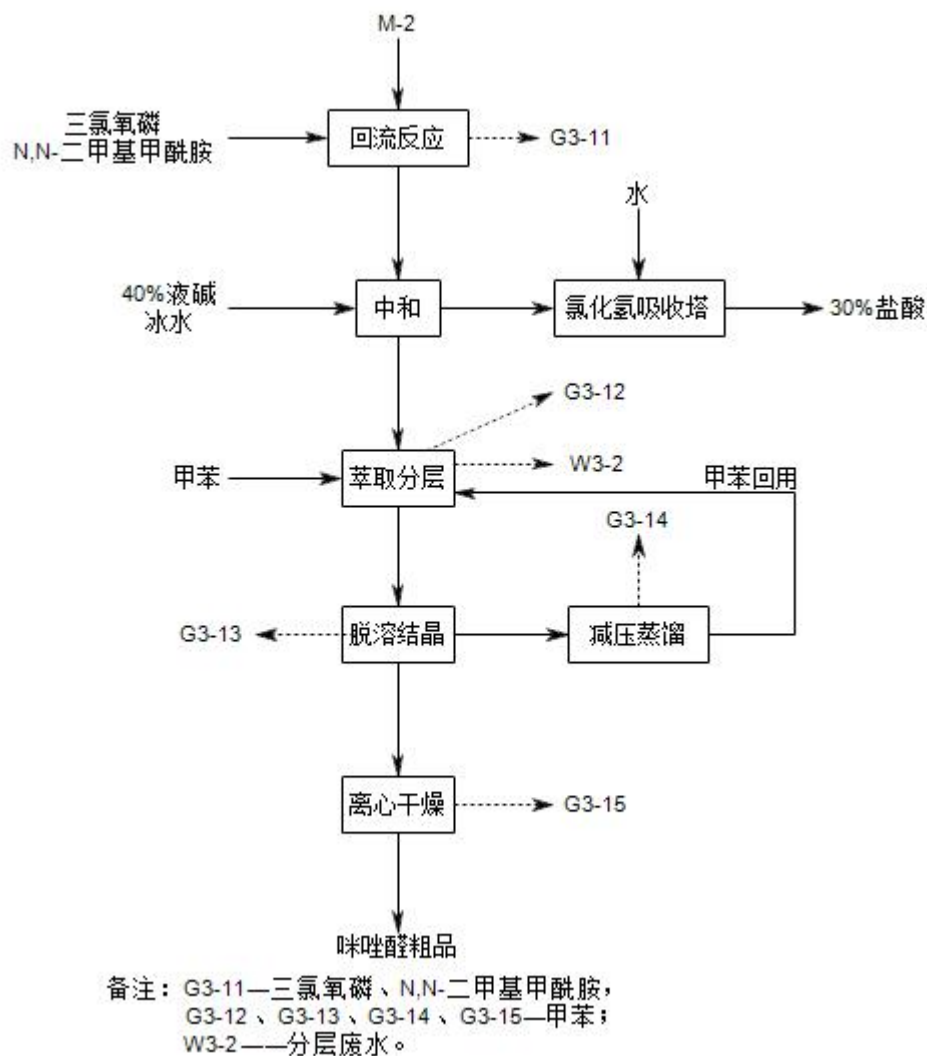 M-2
三氯氧磷
N,N-二甲基甲酰胺
回流反应
G3-11
水
40%液碱
冰水
中和
氯化氢吸收塔
30%盐酸
G3-12
W3-2
甲苯
萃取分层
甲苯回用
G3-14
G3-13
脱溶结晶
减压蒸馏
离心干燥
G3-15
咪唑醛粗品
备注：G3-11—三氯氧磷、N,N-二甲基甲酰胺，
G3-12、G3-13、G3-14、G3-15—甲苯；
W3-2——分层废水。